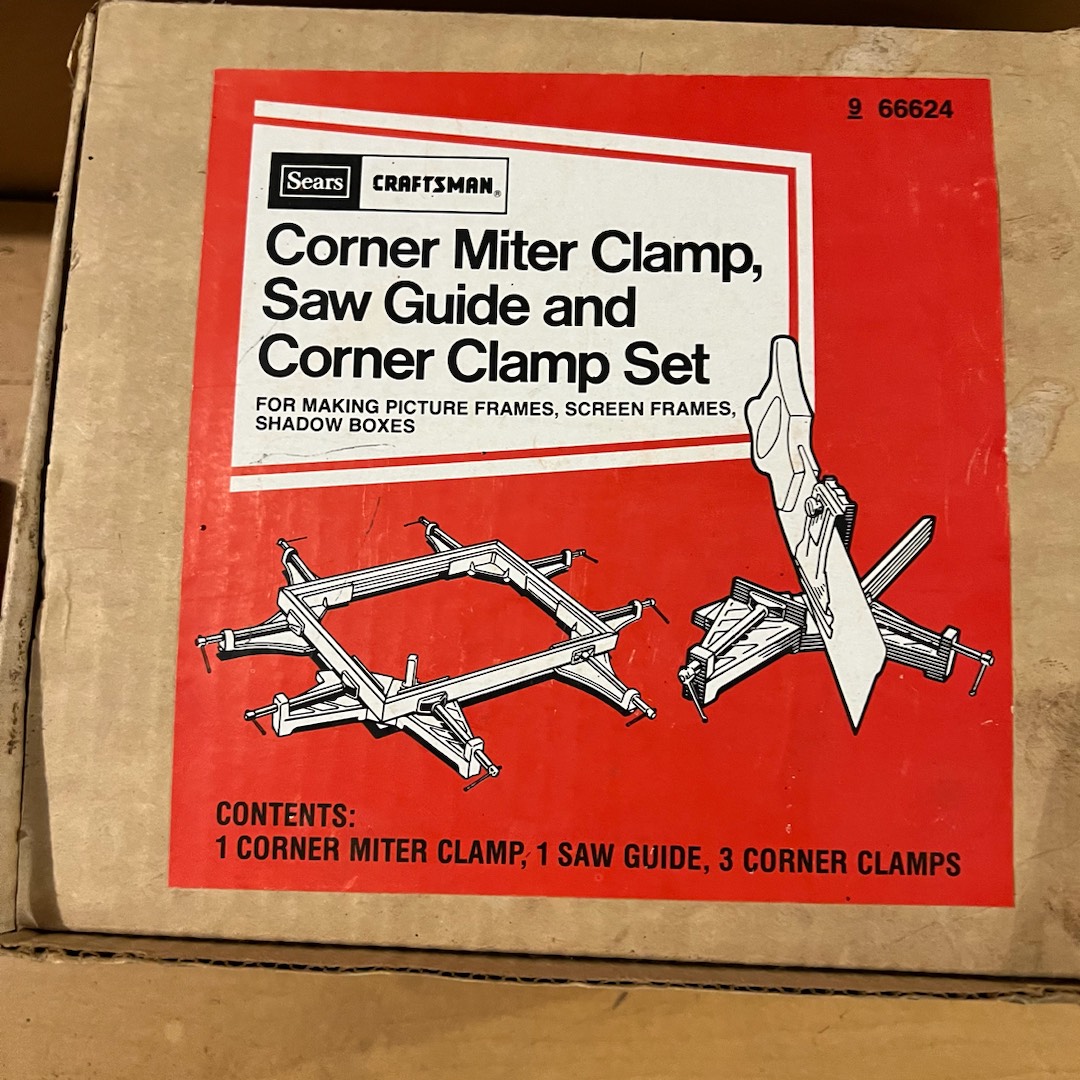 9 66624
Sears CRAFTSMAN®
Corner Miter Clamp,
Saw Guide and
Corner Clamp Set
FOR MAKING PICTURE FRAMES, SCREEN FRAMES,
SHADOW BOXES
CONTENTS:
1 CORNER MITER CLAMP, 1 SAW GUIDE, 3 CORNER CLAMPS